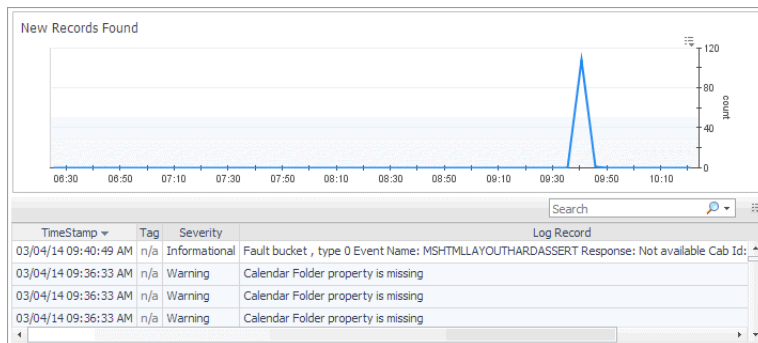 New Records Found
120
80
40
0
count
06:30 06:50 07:10 07:30 07:50 08:10 08:30 08:50 09:10 09:30 09:50 10:10
Search
TimeStamp Tag Severity Log Record
03/04/14 09:40:49 AM n/a Informational Fault bucket , type 0 Event Name: MSHTMLLAYOUTHARDASSERT Response: Not available Cab Id:
03/04/14 09:36:33 AM n/a Warning Calendar Folder property is missing
03/04/14 09:36:33 AM n/a Warning Calendar Folder property is missing
03/04/14 09:36:33 AM n/a Warning Calendar Folder property is missing